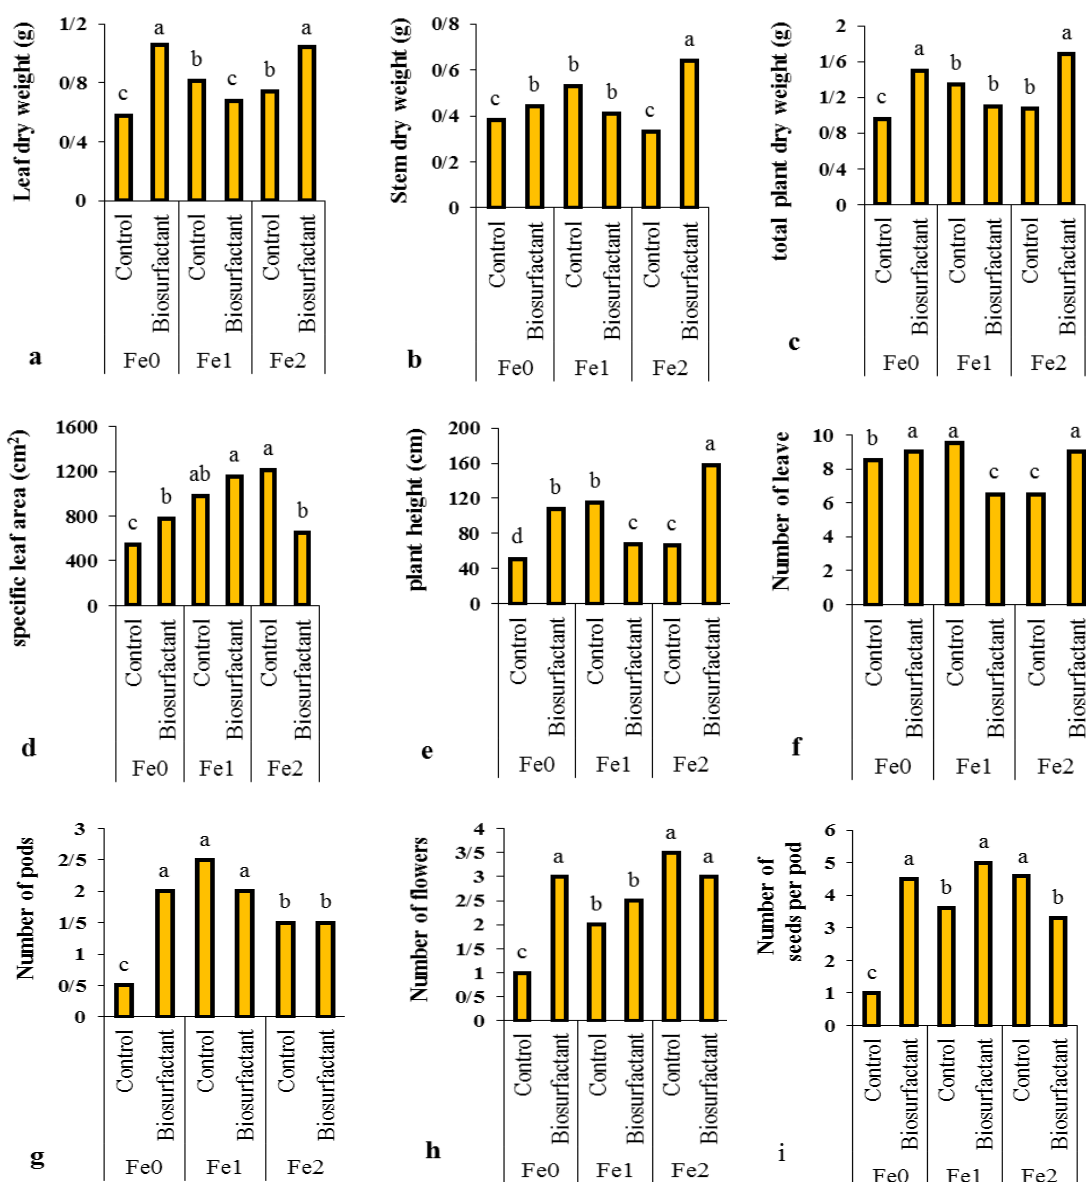 Leaf dry weight (g)
1/2
0/8
0/4
0
c
a
b
c
b
a
Control
Biosurfactant
Control
Biosurfactant
Control
Biosurfactant
Fe0
Fe1
Fe2
a
Stem dry weight (g)
0/8
0/6
0/4
0/2
0
c
b
a
b
c
a
Control
Biosurfactant
Control
Biosurfactant
Control
Biosurfactant
Fe0
Fe1
Fe2
b
total plant dry weight (g)
2
1/6
1/2
0/8
0/4
0
c
a
b
b
b
a
Control
Biosurfactant
Control
Biosurfactant
Control
Biosurfactant
Fe0
Fe1
Fe2
c
specific leaf area (cm²)
1600
1200
800
400
0
c
b
ab
a
a
b
Control
Biosurfactant
Control
Biosurfactant
Control
Biosurfactant
Fe0
Fe1
Fe2
d
plant height (cm)
200
160
120
80
40
0
d
b
b
c
c
a
Control
Biosurfactant
Control
Biosurfactant
Control
Biosurfactant
Fe0
Fe1
Fe2
e
Number of leave
10
8
6
4
2
0
b
a
a
c
c
a
Control
Biosurfactant
Control
Biosurfactant
Control
Biosurfactant
Fe0
Fe1
Fe2
f
Number of pods
3
2/5
2
1/5
1
0/5
0
c
a
a
a
b
b
Control
Biosurfactant
Control
Biosurfactant
Control
Biosurfactant
Fe0
Fe1
Fe2
g
Number of flowers
4
3/5
3
2/5
2
1/5
1
0/5
0
c
a
b
b
a
a
Control
Biosurfactant
Control
Biosurfactant
Control
Biosurfactant
Fe0
Fe1
Fe2
h
Number of
seeds per pod
6
5
4
3
2
1
0
c
a
b
a
a
b
Control
Biosurfactant
Control
Biosurfactant
Control
Biosurfactant
Fe0
Fe1
Fe2
i